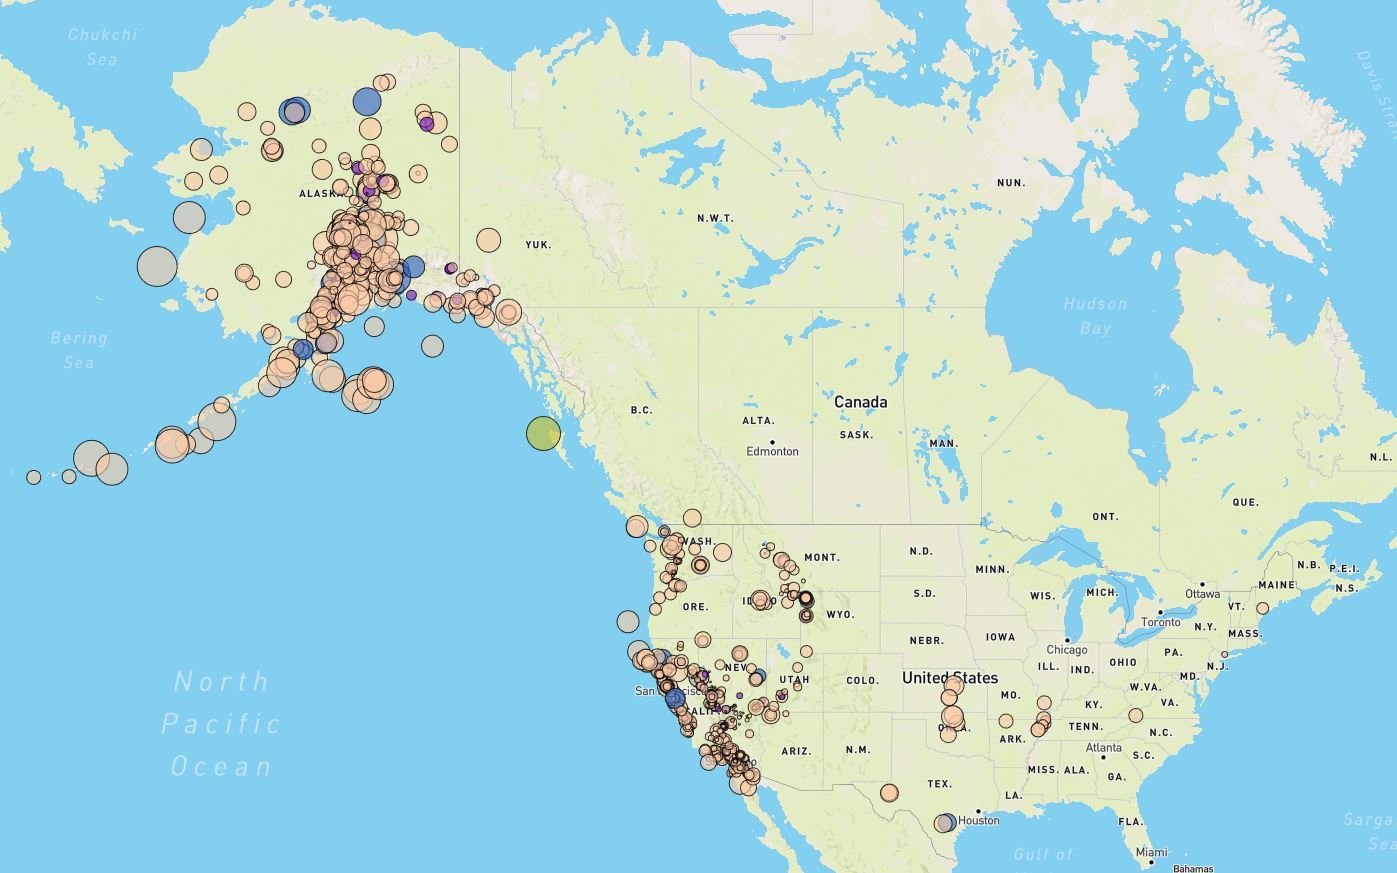 Chukchi
Sea
Davis Strai
NUN.
ALASKA
N.W.T.
YUK.
Hudson
Bay
Bering
Sea
Canada
B.C.
ALTA.
SASK.
MAN.
Edmonton
N.L.
QUE.
ONT.
WASH.
MONT.
N.D.
MINN.
N.B.
P.E.I.
MAINE
N.S.
Ottawa
S.D.
WIS.
MICH.
IDAHO
ORE.
WYO.
VT.
Toronto
N.Y.
MASS.
NEBR.
IOWA
Chicago
PA.
ILL.
IND.
OHIO
N.J.
NEV.
UTAH
COLO.
United States
MD.
North
Pacific
Ocean
San Francisco
MO.
W.VA.
KY.
VA.
CALIF.
OKLA.
TENN.
N.C.
ARIZ.
N.M.
ARK.
Atlanta
S.C.
MISS.
ALA.
GA.
TEX.
LA.
Houston
FLA.
Sarga
Sea
Gulf of
Miami
Bahamas